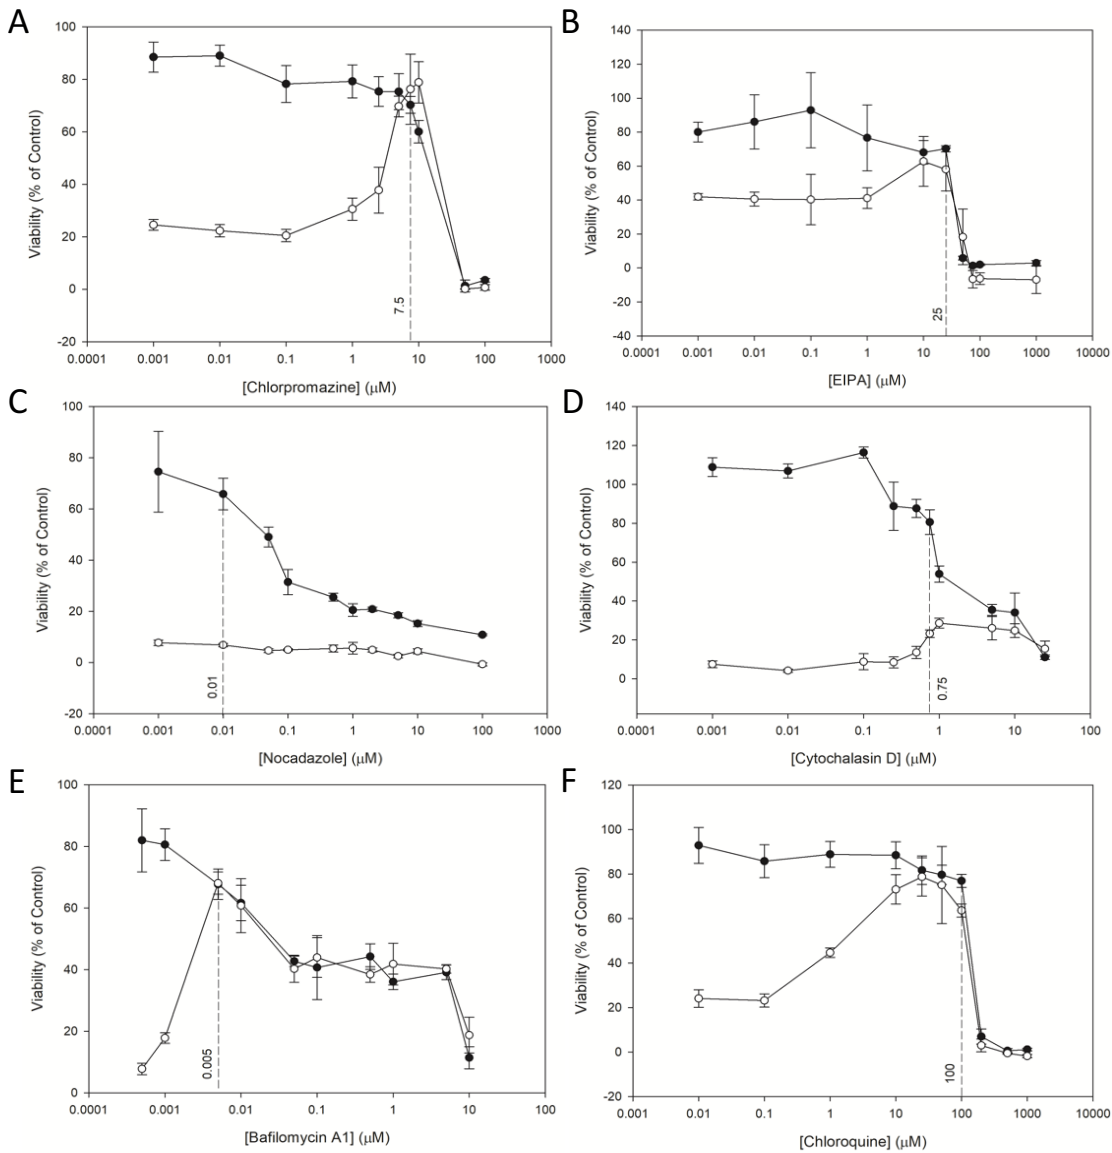 A
Viability (% of Control)
100
80
60
40
20
0
-20
7.5
0.0001 0.001 0.01 0.1 1 10 100 1000
[Chlorpromazine] (μM)
B
Viability (% of Control)
140
120
100
80
60
40
20
0
-20
-40
25
0.0001 0.001 0.01 0.1 1 10 100 1000 10000
[EIPA] (μM)
C
Viability (% of Control)
100
80
60
40
20
0
-20
0.01
0.0001 0.001 0.01 0.1 1 10 100 1000
[Nocadazole] (μM)
D
Viability (% of Control)
140
120
100
80
60
40
20
0
0.75
0.0001 0.001 0.01 0.1 1 10 100
[Cytochalasin D] (μM)
E
Viability (% of Control)
100
80
60
40
20
0
0.005
0.0001 0.001 0.01 0.1 1 10 100
[Bafilomycin A1] (μM)
F
Viability (% of Control)
120
100
80
60
40
20
0
-20
100
0.001 0.01 0.1 1 10 100 1000 10000
[Chloroquine] (μM)